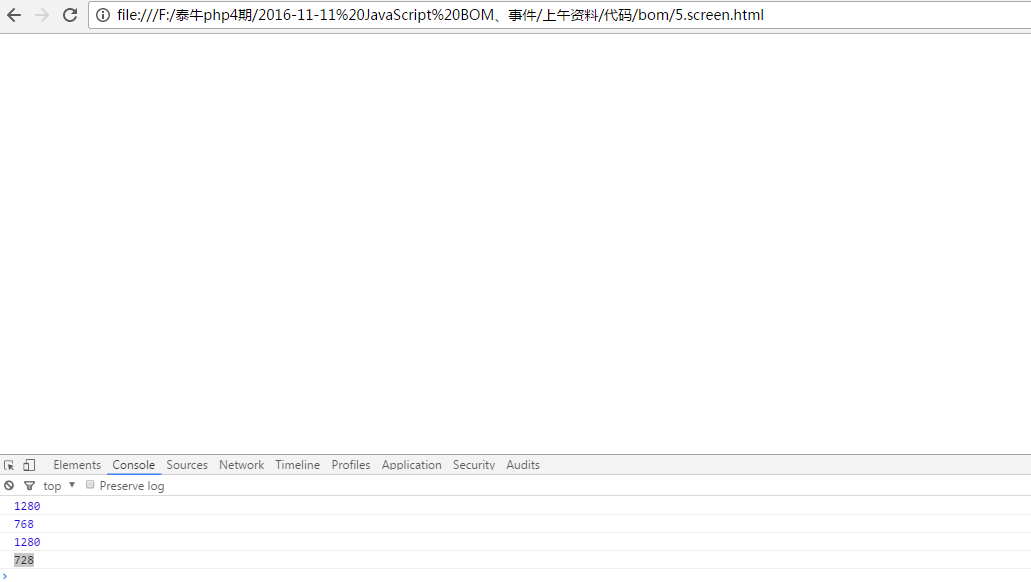 file:///F:/泰牛php4期/2016-11-11%20JavaScript%20BOM、事件/上午资料/代码/bom/5.screen.html
Elements Console Sources Network Timeline Profiles Application Security Audits
top Preserve log
1280
768
1280
728